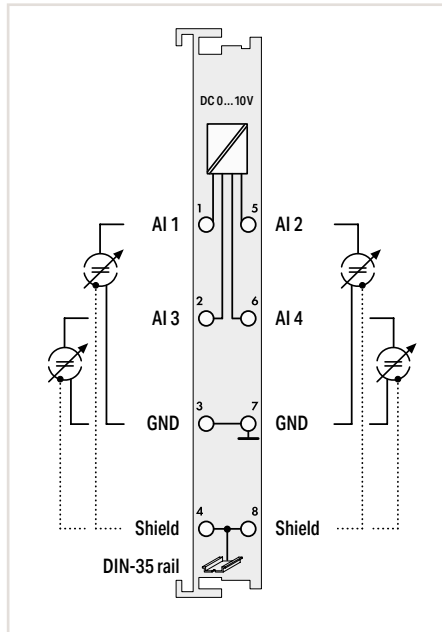 DC 0...10V
1 5
AI 1 AI 2
2 6
AI 3 AI 4
3 7
GND GND
4 8
Shield Shield
DIN-35 rail